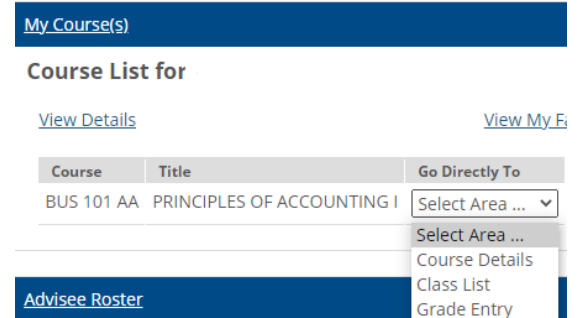 My Course(s)
Course List for
View Details View My Fa
Course Title Go Directly To
BUS 101 AA PRINCIPLES OF ACCOUNTING I Select Area ...
Select Area ...
Course Details
Class List
Advisee Roster Grade Entry